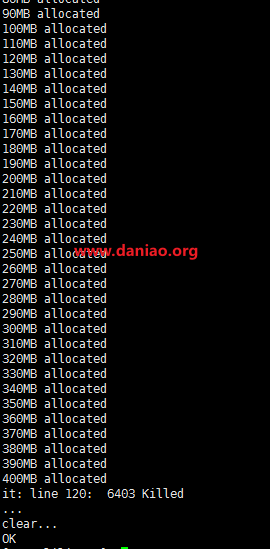 80MB allocated
90MB allocated
100MB allocated
110MB allocated
120MB allocated
130MB allocated
140MB allocated
150MB allocated
160MB allocated
170MB allocated
180MB allocated
190MB allocated
200MB allocated
210MB allocated
220MB allocated
230MB allocated
240MB allocated
250MB allocated
www.daniao.org
260MB allocated
270MB allocated
280MB allocated
290MB allocated
300MB allocated
310MB allocated
320MB allocated
330MB allocated
340MB allocated
350MB allocated
360MB allocated
370MB allocated
380MB allocated
390MB allocated
400MB allocated
it: line 120:  6403 Killed
...
clear...
OK